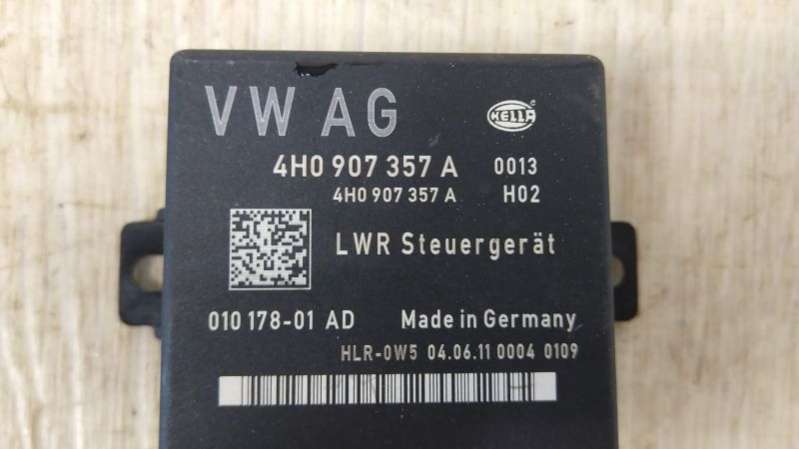 VW AG HELLA
4H0 907 357 A 0013
4H0 907 357 A H02
LWR Steuergerät
010 178-01 AD Made in Germany
HLR-0W5 04.06.11 0004 0109